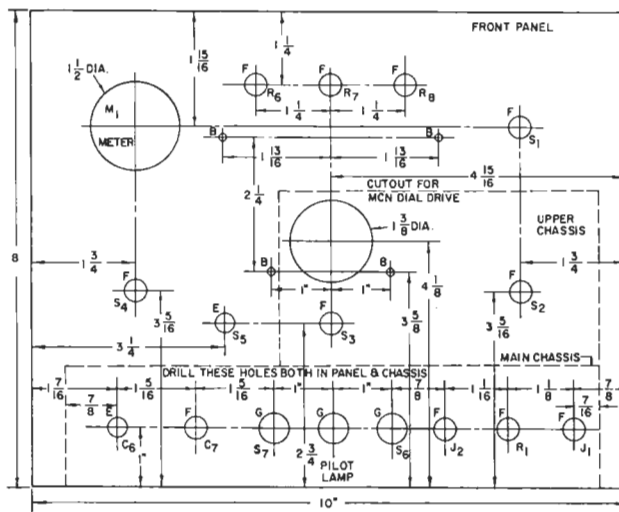 FRONT PANEL
1 1/4
1 15/16
1 1/2 DIA.
F F F
R6 R7 R8
1 1/4 1 1/4
M1
METER
F
S1
B B
1 13/16 1 13/16
4 15/16
2 1/4
CUTOUT FOR
MCN DIAL DRIVE
1 3/8 DIA.
UPPER
CHASSIS
8
1 3/4
1 3/4
B B
1" 1"
4 1/8
F
S4
F
S2
3 5/16
E
S5
F
S3
3 5/8
3 5/16
3 1/4
MAIN CHASSIS
DRILL THESE HOLES BOTH IN PANEL & CHASSIS
1 7/16 1 5/16 1 5/16 1" 1" 7/8 1 1/16 1 1/8 7/8
7/8
7/16
E F G G G F F F
C6 C7 S7 S6 J2 R1 J1
1"
2 3/4
PILOT
LAMP
10"